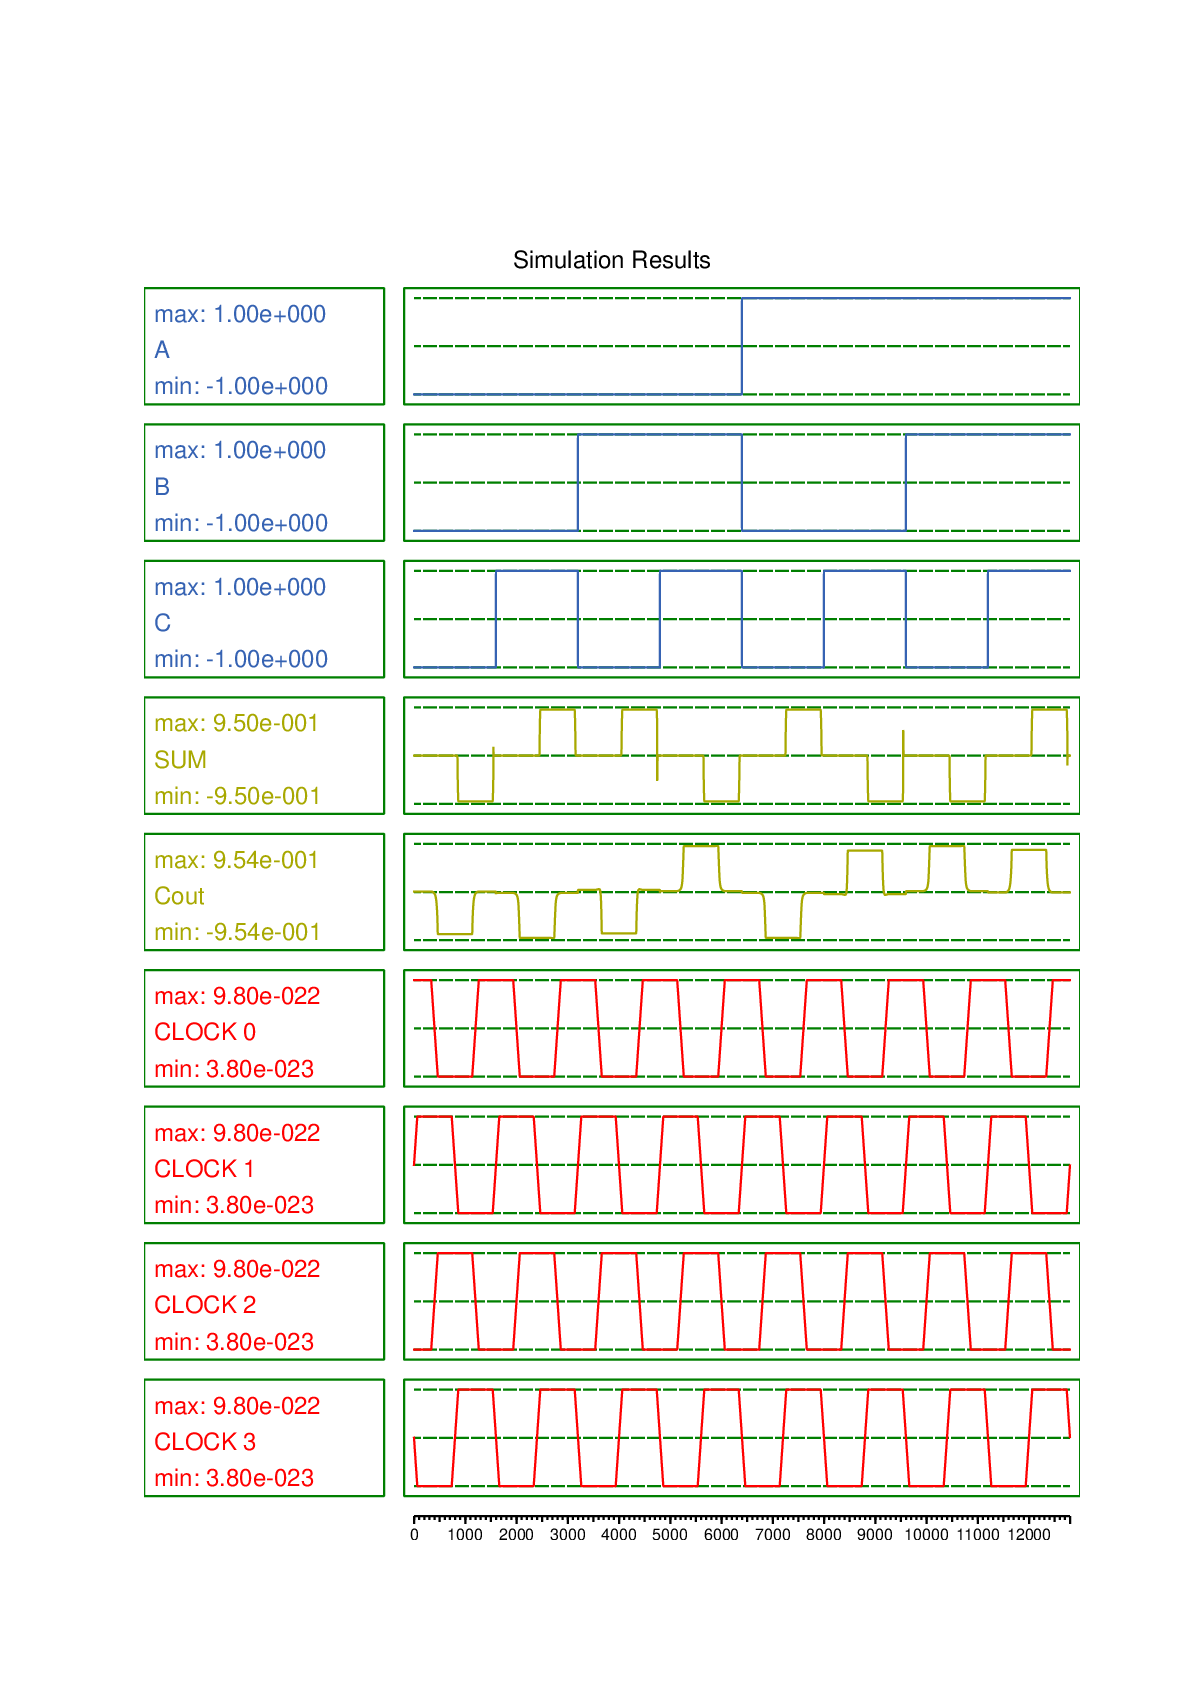 Simulation Results
max: 1.00e+000
A
min: -1.00e+000
max: 1.00e+000
B
min: -1.00e+000
max: 1.00e+000
C
min: -1.00e+000
max: 9.50e-001
SUM
min: -9.50e-001
max: 9.54e-001
Cout
min: -9.54e-001
max: 9.80e-022
CLOCK 0
min: 3.80e-023
max: 9.80e-022
CLOCK 1
min: 3.80e-023
max: 9.80e-022
CLOCK 2
min: 3.80e-023
max: 9.80e-022
CLOCK 3
min: 3.80e-023
0 1000 2000 3000 4000 5000 6000 7000 8000 9000 10000 11000 12000